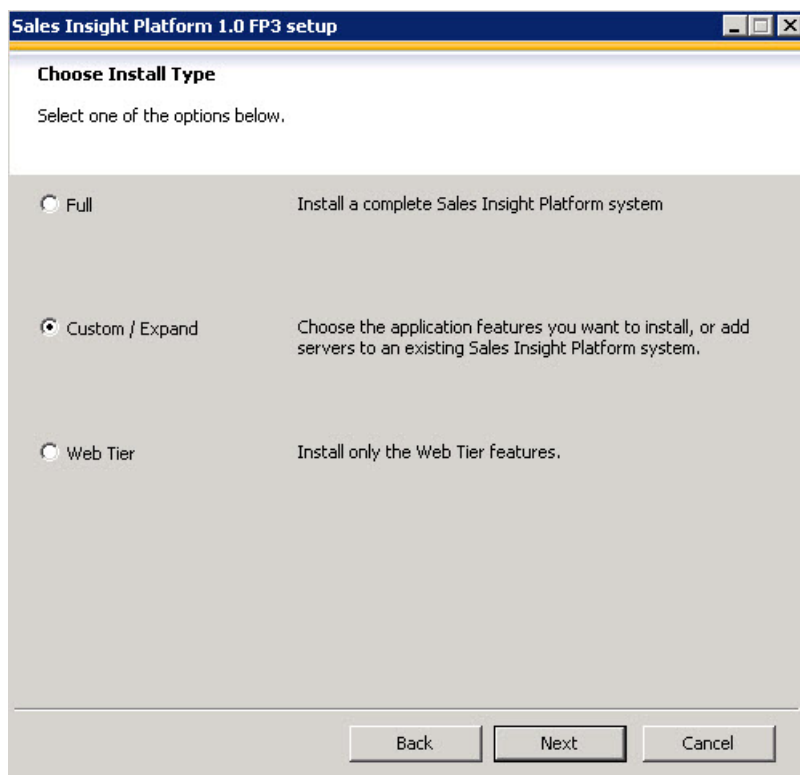 Sales Insight Platform 1.0 FP3 setup
Choose Install Type
Select one of the options below.
Full
Install a complete Sales Insight Platform system
Custom / Expand
Choose the application features you want to install, or add
servers to an existing Sales Insight Platform system.
Web Tier
Install only the Web Tier features.
Back
Next
Cancel